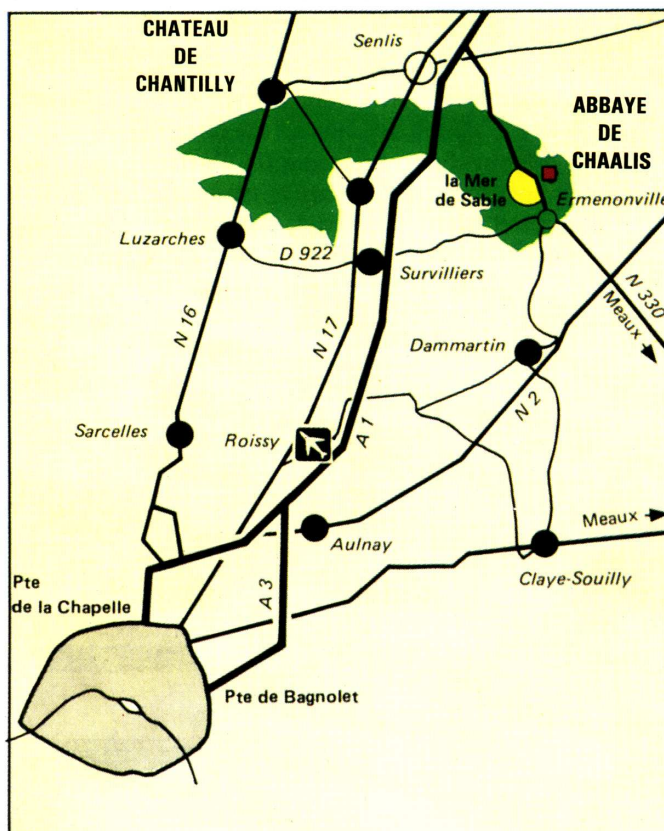 CHATEAU
DE
CHANTILLY
Senlis
ABBAYE
DE
CHAALIS
la Mer
de Sable
Ermenonville
Luzarches
D 922
Survilliers
N 330
Meaux
N 16
N 17
Dammartin
N 2
Sarcelles
Roissy
A 1
Meaux
Aulnay
Claye-Souilly
Pte
de la Chapelle
A 3
Pte de Bagnolet